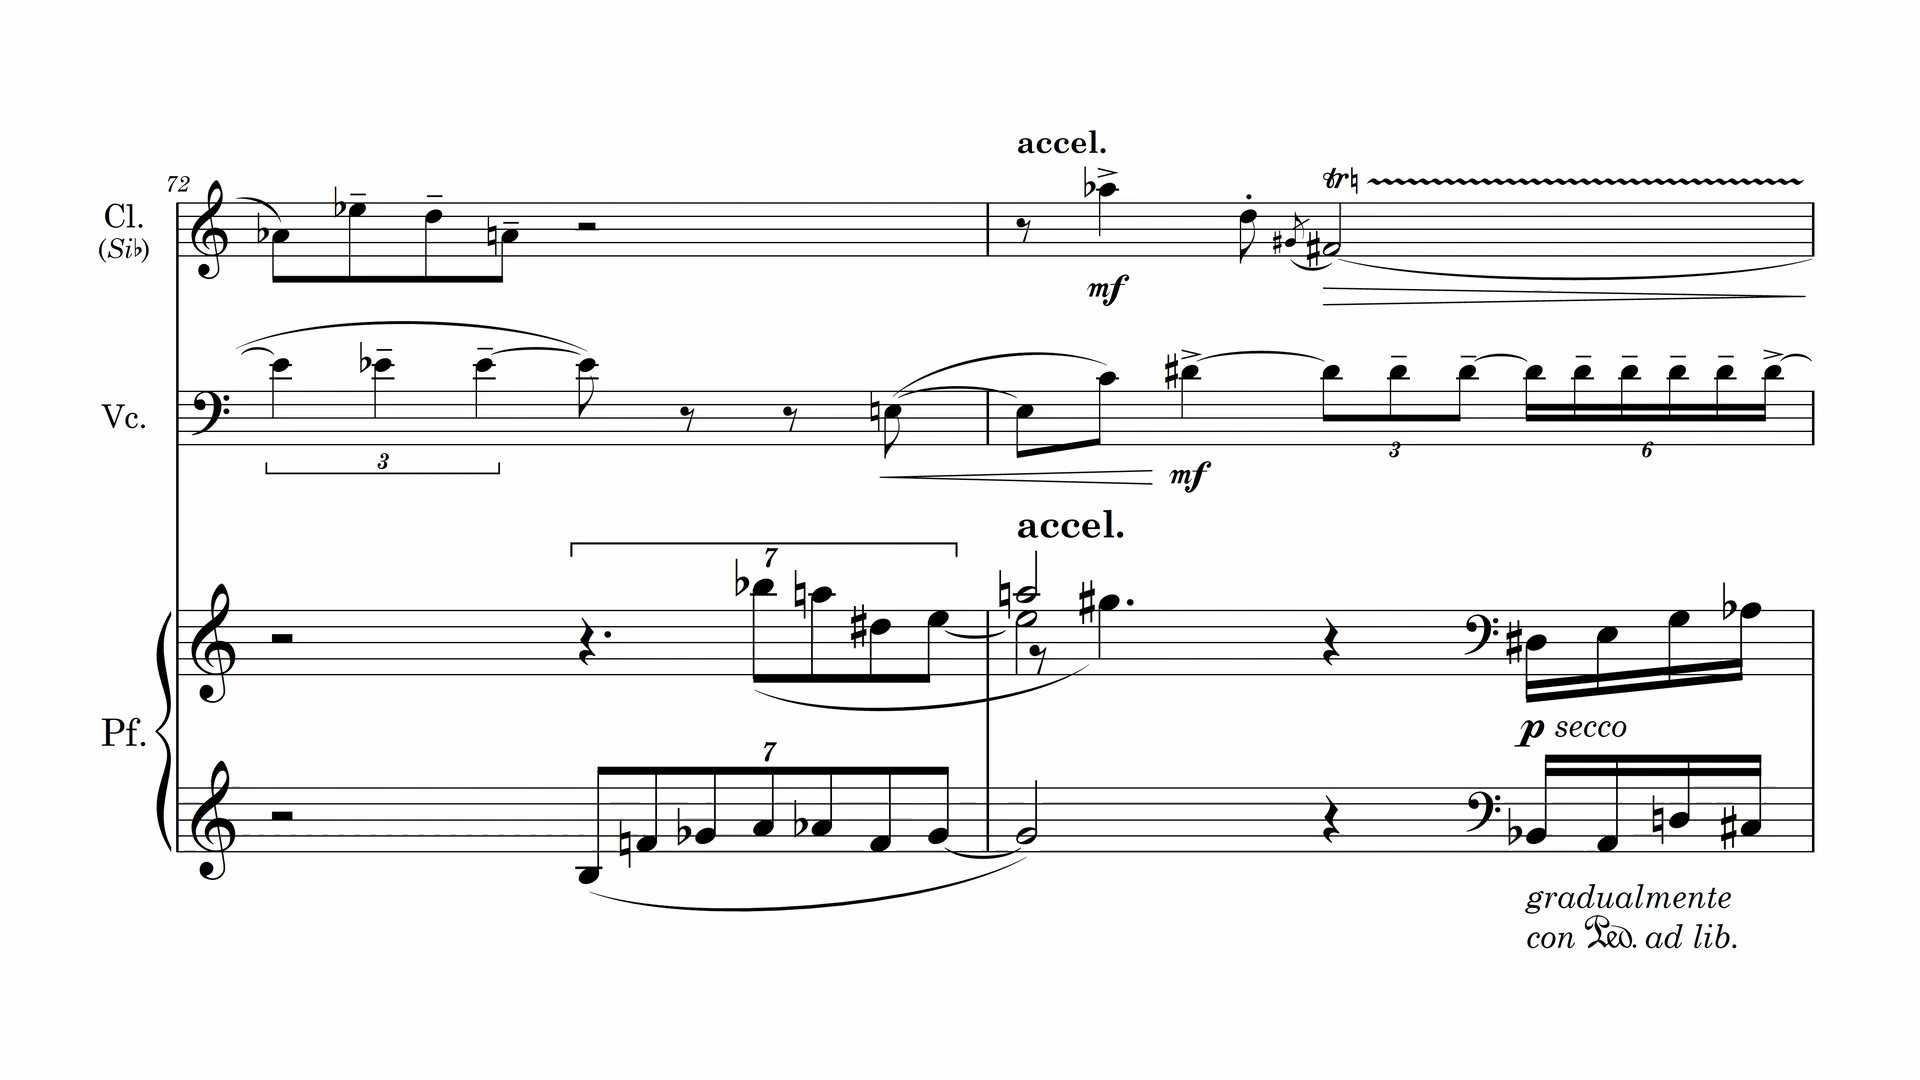 accel.
72
tr♮
Cl.
(Si♭)
mf
Vc.
3
3
6
mf
accel.
7
Pf.
p secco
7
gradualmente
con Ped. ad lib.